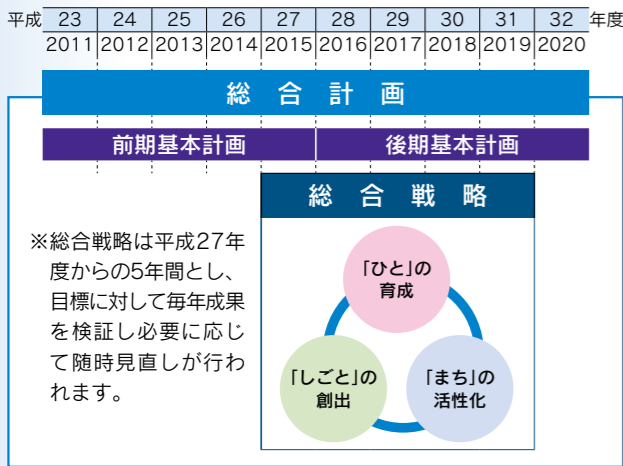 平成 23 24 25 26 27 28 29 30 31 32 年度
2011 2012 2013 2014 2015 2016 2017 2018 2019 2020
総合計画
前期基本計画 後期基本計画
総合戦略
※総合戦略は平成27年
度からの5年間とし、
目標に対して毎年成果
を検証し必要に応じ
て随時見直しが行わ
れます。
「ひと」の
育成
「しごと」の
創出
「まち」の
活性化